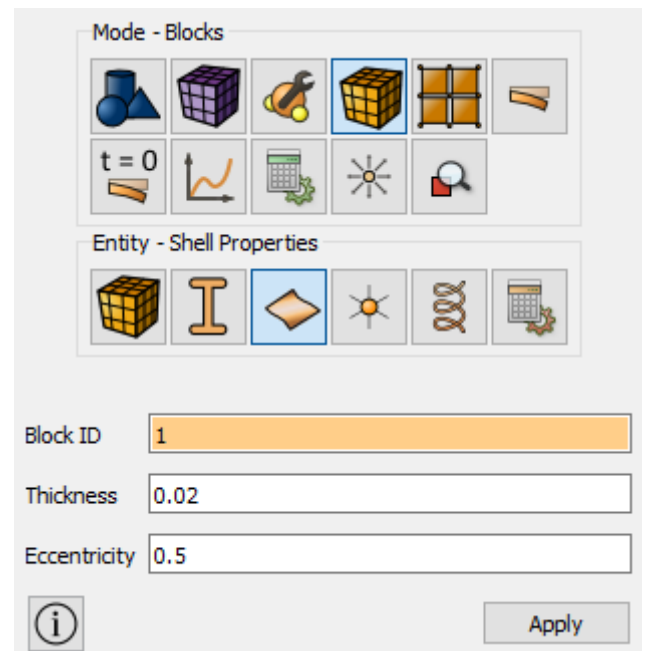 Mode - Blocks
t = 0
Entity - Shell Properties
Block ID 1
Thickness 0.02
Eccentricity 0.5
i Apply